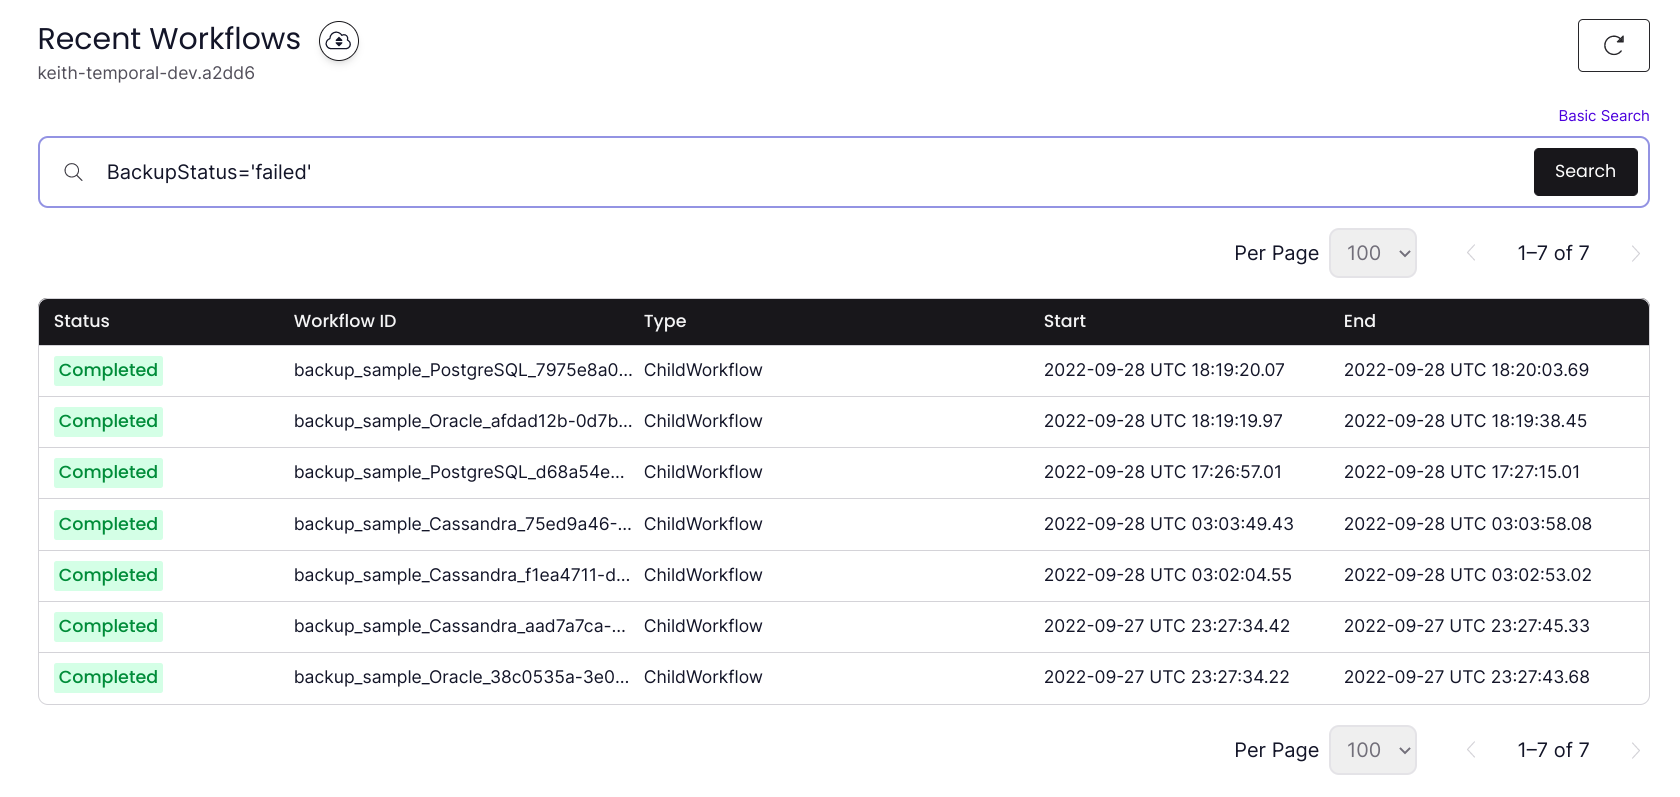 Recent Workflows
keith-temporal-dev.a2dd6
Basic Search
BackupStatus='failed' Search
Per Page 100 1–7 of 7
Status Workflow ID Type Start End
Completed backup_sample_PostgreSQL_7975e8a0... ChildWorkflow 2022-09-28 UTC 18:19:20.07 2022-09-28 UTC 18:20:03.69
Completed backup_sample_Oracle_afdad12b-0d7b... ChildWorkflow 2022-09-28 UTC 18:19:19.97 2022-09-28 UTC 18:19:38.45
Completed backup_sample_PostgreSQL_d68a54e... ChildWorkflow 2022-09-28 UTC 17:26:57.01 2022-09-28 UTC 17:27:15.01
Completed backup_sample_Cassandra_75ed9a46-... ChildWorkflow 2022-09-28 UTC 03:03:49.43 2022-09-28 UTC 03:03:58.08
Completed backup_sample_Cassandra_f1ea4711-d... ChildWorkflow 2022-09-28 UTC 03:02:04.55 2022-09-28 UTC 03:02:53.02
Completed backup_sample_Cassandra_aad7a7ca-... ChildWorkflow 2022-09-27 UTC 23:27:34.42 2022-09-27 UTC 23:27:45.33
Completed backup_sample_Oracle_38c0535a-3e0... ChildWorkflow 2022-09-27 UTC 23:27:34.22 2022-09-27 UTC 23:27:43.68
Per Page 100 1–7 of 7